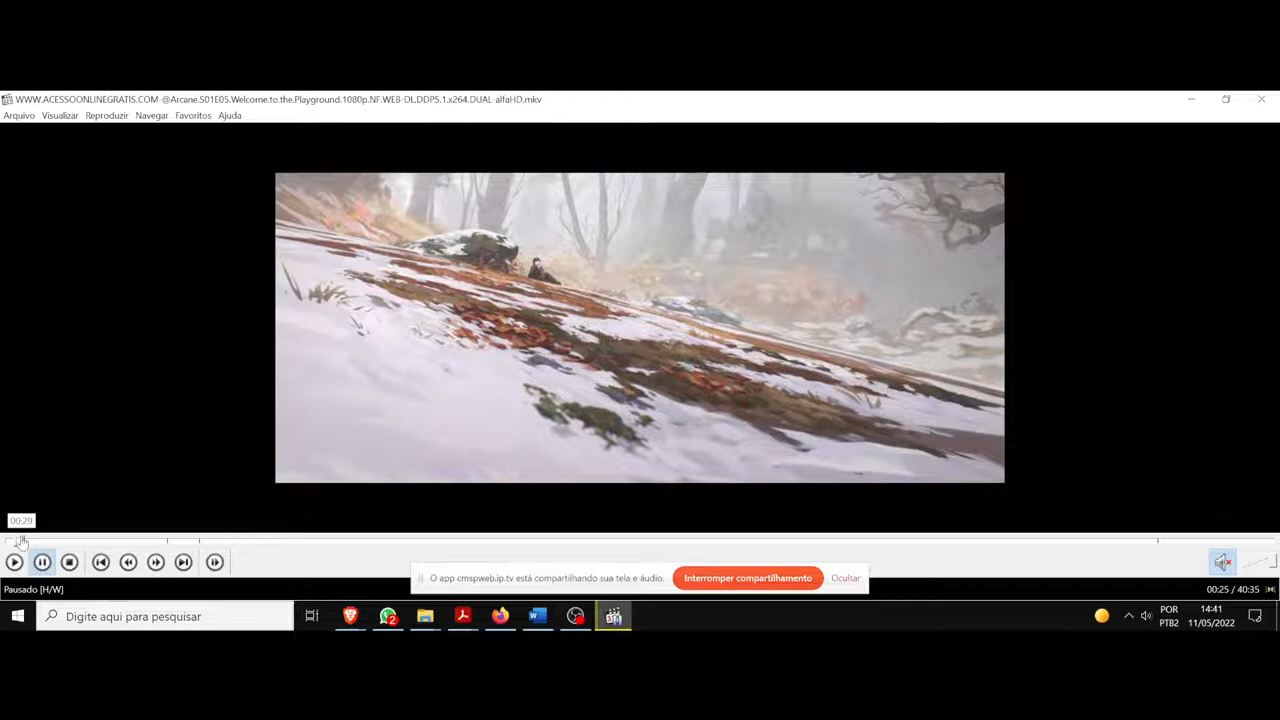 WWW.ACESSOONLINEGRATIS.COM-@Arcane.S01E05.Welcome.to.the.Playground.1080p.NF.WEB-DL.DDP5.1.x264.DUAL-alfaHD.mkv
Arquivo Visualizar Reproduzir Navegar Favoritos Ajuda
00:29
O app cmspweb.ip.tv está compartilhando sua tela e áudio. Interromper compartilhamento Ocultar
Pausado [H/W] 00:25 / 40:35
Digite aqui para pesquisar 2 POR 14:41
PTB2 11/05/2022